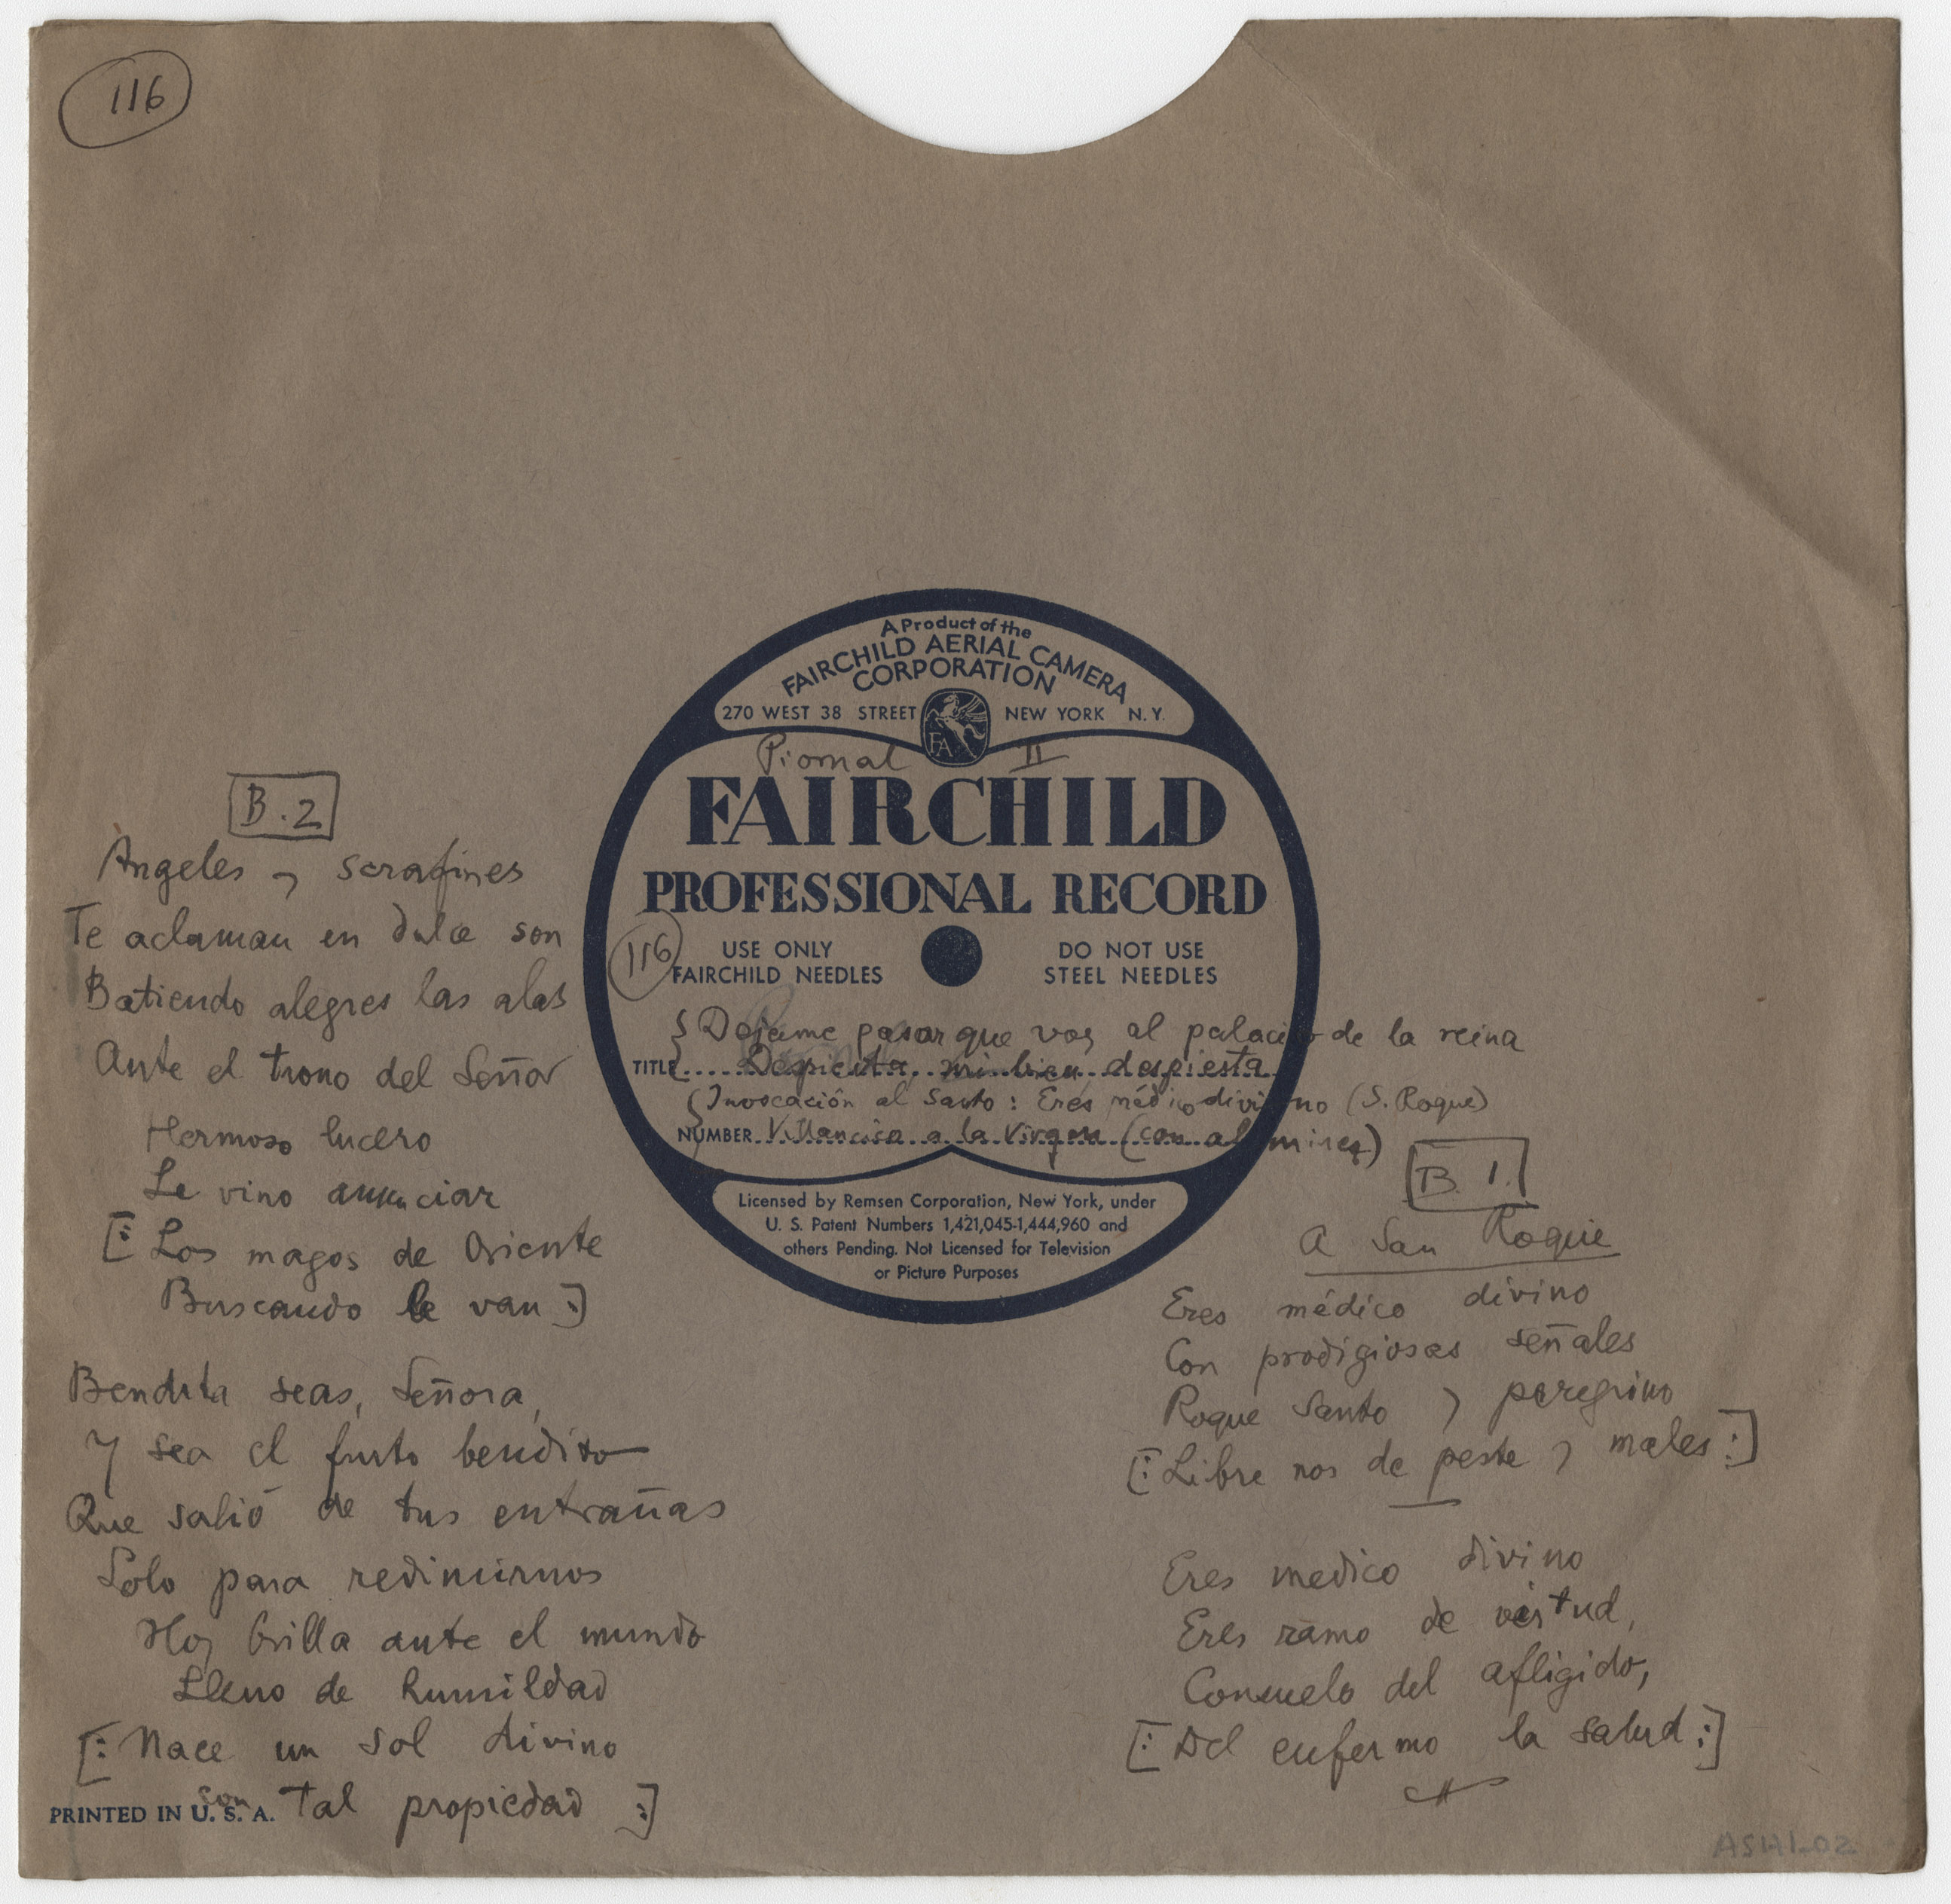 116
A Product of the
FAIRCHILD AERIAL CAMERA
CORPORATION
270 WEST 38 STREET NEW YORK N.Y.
FA
Piornal II
FAIRCHILD
PROFESSIONAL RECORD
116
USE ONLY
FAIRCHILD NEEDLES
DO NOT USE
STEEL NEEDLES
{ Dejame pasar que voy al palacio de la reina
TITLE Despierta, mi bien, despierta
{ Invocación al Santo: Eres médico divino (S. Roque)
NUMBER Villancico a la Virgen (con almirez)
Licensed by Remsen Corporation, New York, under
U. S. Patent Numbers 1,421,045-1,444,960 and
others Pending. Not Licensed for Television
or Picture Purposes
B.2
Àngeles y serafines
Te aclaman en dulce son
Batiendo alegres las alas
Ante el trono del Señor
Hermoso lucero
Le vino anunciar
[: Los magos de Oriente
Buscando le van :]
Bendita seas, Señora,
Y sea el fruto bendito
Que salió de tus entrañas
Solo para redimirnos
Hoy brilla ante el mundo
Lleno de humildad
[: Nace un sol divino
con tal propiedad :]
PRINTED IN U. S. A.
B. 1.
A San Roque
Eres médico divino
Con prodigiosas señales
Roque Santo y peregrino
[: Libre nos de peste y males :]
Eres medico divino
Eres ramo de virtud,
Consuelo del afligido,
[: Del enfermo la salud :]
ASH1-02